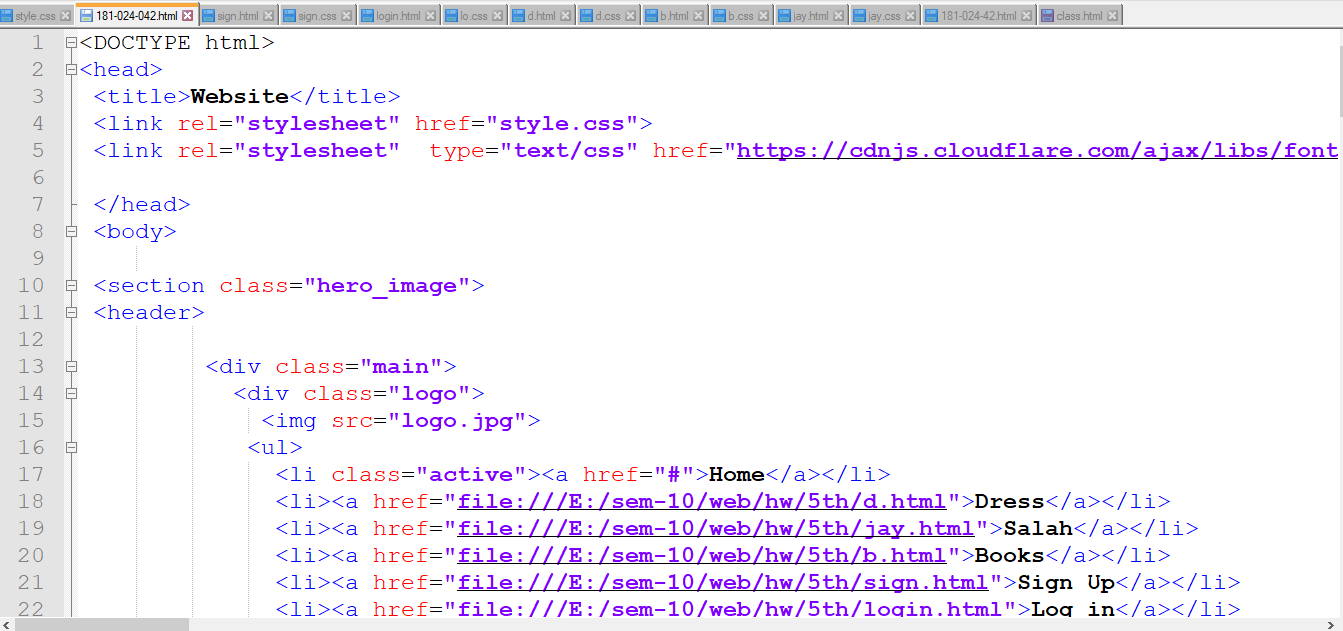 style.css 181-024-042.html sign.html sign.css login.html lo.css d.html d.css b.html b.css jay.html jay.css 181-024-42.html class.html
1 <DOCTYPE html>
2 <head>
3 <title>Website</title>
4 <link rel="stylesheet" href="style.css">
5 <link rel="stylesheet"  type="text/css" href="https://cdnjs.cloudflare.com/ajax/libs/font
6
7 </head>
8 <body>
9
10 <section class="hero_image">
11 <header>
12
13 <div class="main">
14 <div class="logo">
15 <img src="logo.jpg">
16 <ul>
17 <li class="active"><a href="#">Home</a></li>
18 <li><a href="file:///E:/sem-10/web/hw/5th/d.html">Dress</a></li>
19 <li><a href="file:///E:/sem-10/web/hw/5th/jay.html">Salah</a></li>
20 <li><a href="file:///E:/sem-10/web/hw/5th/b.html">Books</a></li>
21 <li><a href="file:///E:/sem-10/web/hw/5th/sign.html">Sign Up</a></li>
22 <li><a href="file:///E:/sem-10/web/hw/5th/login.html">Log in</a></li>